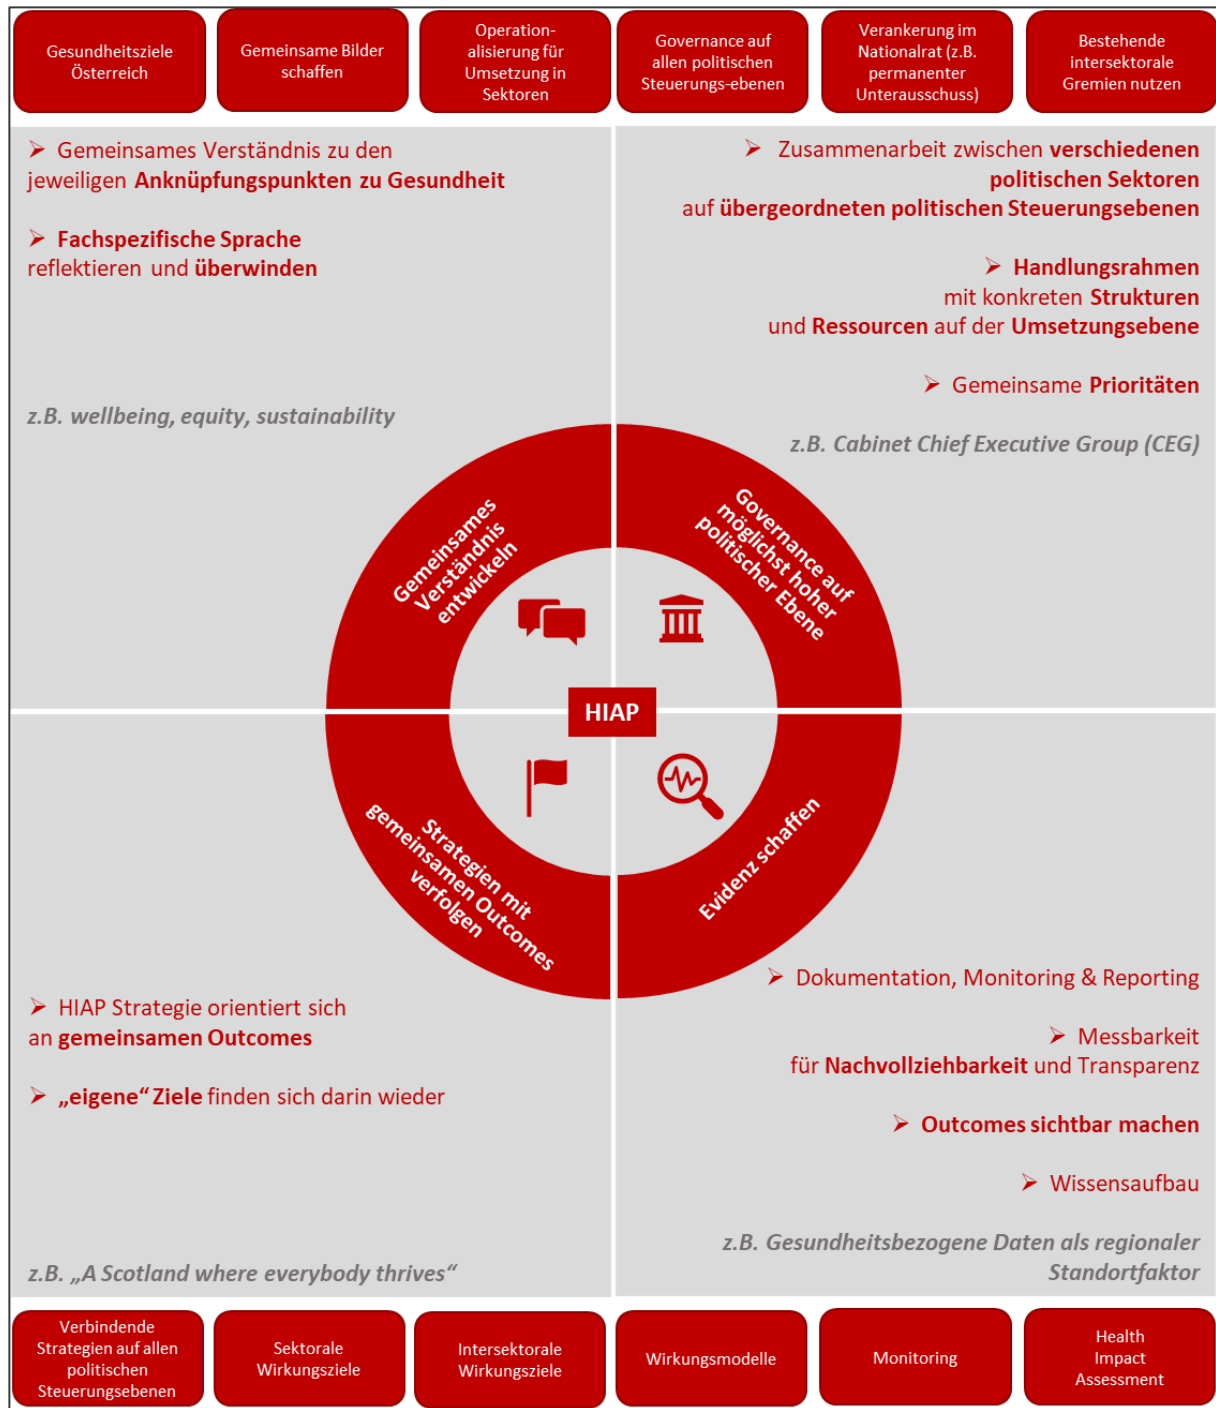 Gesundheitsziele
Österreich
Gemeinsame Bilder
schaffen
Operation-
alisierung für
Umsetzung in
Sektoren
Governance auf
allen politischen
Steuerungs-ebenen
Verankerung im
Nationalrat (z.B.
permanenter
Unterausschuss)
Bestehende
intersektorale
Gremien nutzen
➢ Gemeinsames Verständnis zu den
jeweiligen Anknüpfungspunkten zu Gesundheit
➢ Fachspezifische Sprache
reflektieren und überwinden
z.B. wellbeing, equity, sustainability
➢ Zusammenarbeit zwischen verschiedenen
politischen Sektoren
auf übergeordneten politischen Steuerungsebenen
➢ Handlungsrahmen
mit konkreten Strukturen
und Ressourcen auf der Umsetzungsebene
➢ Gemeinsame Prioritäten
z.B. Cabinet Chief Executive Group (CEG)
Gemeinsames
Verständnis
entwickeln
Governance auf
möglichst hoher
politischer Ebene
HIAP
Strategien mit
gemeinsamen Outcomes
verfolgen
Evidenz schaffen
➢ HIAP Strategie orientiert sich
an gemeinsamen Outcomes
➢ „eigene“ Ziele finden sich darin wieder
z.B. „A Scotland where everybody thrives“
➢ Dokumentation, Monitoring & Reporting
➢ Messbarkeit
für Nachvollziehbarkeit und Transparenz
➢ Outcomes sichtbar machen
➢ Wissensaufbau
z.B. Gesundheitsbezogene Daten als regionaler
Standortfaktor
Verbindende
Strategien auf allen
politischen
Steuerungsebenen
Sektorale
Wirkungsziele
Intersektorale
Wirkungsziele
Wirkungsmodelle
Monitoring
Health
Impact
Assessment